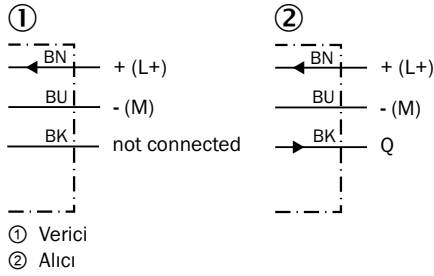 ① ②
BN + (L+) BN + (L+)
BU - (M) BU - (M)
BK not connected BK Q
① Verici
② Alıcı